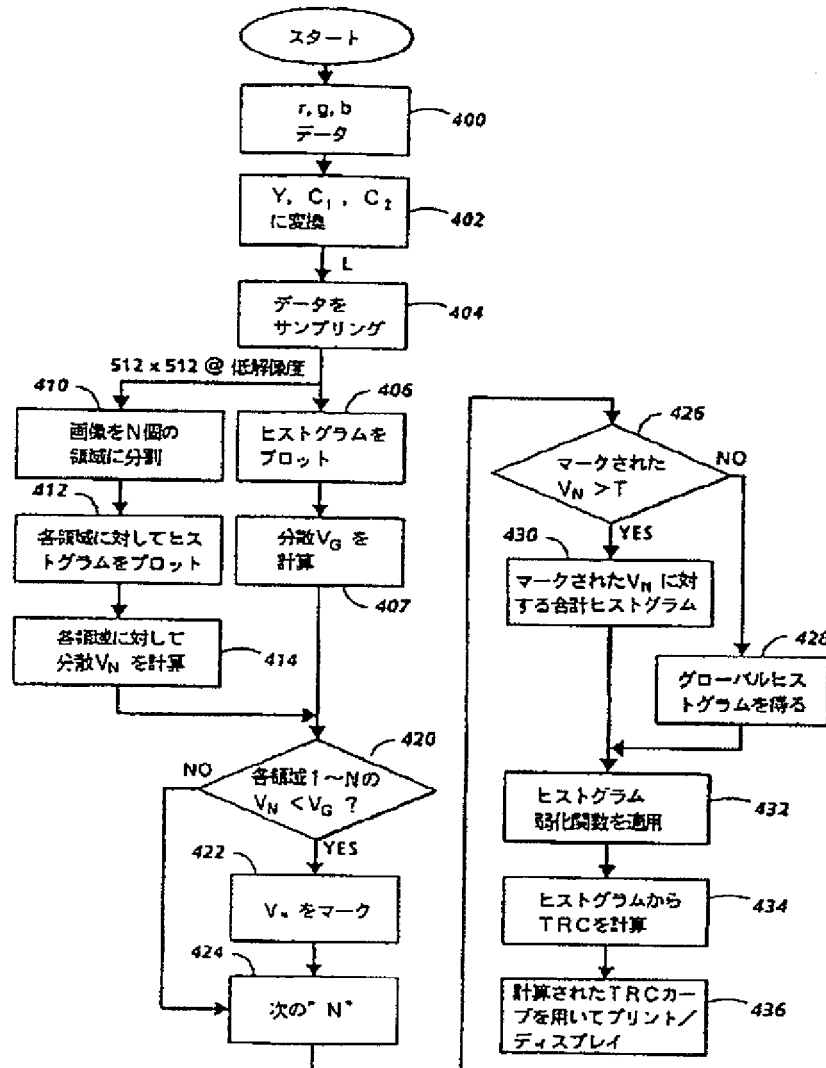 スタート
r, g, b
データ
400
Y, C₁, C₂
に変換
402
L
データを
サンプリング
404
512 x 512 @ 低解像度
410
画像をN個の
領域に分割
406
ヒストグラムを
プロット
412
各領域に対してヒス
トグラムをプロット
分散V_G を
計算
407
各領域に対して
分散V_N を計算
414
420
NO
各領域1~Nの
V_N < V_G ?
YES
422
V をマーク
424
次の"N"
426
マークされた
V_N > T
NO
YES
430
マークされたV_N に対
する合計ヒストグラム
428
グローバルヒス
トグラムを得る
ヒストグラム
弱化関数を適用
432
ヒストグラムから
TRCを計算
434
計算されたTRCカー
ブを用いてプリント/
ディスプレイ
436